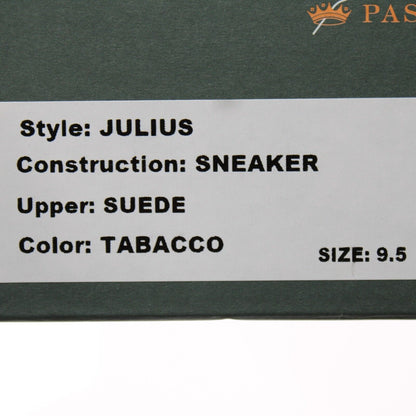 PAS
Style: JULIUS
Construction: SNEAKER
Upper: SUEDE
Color: TABACCO
SIZE: 9.5